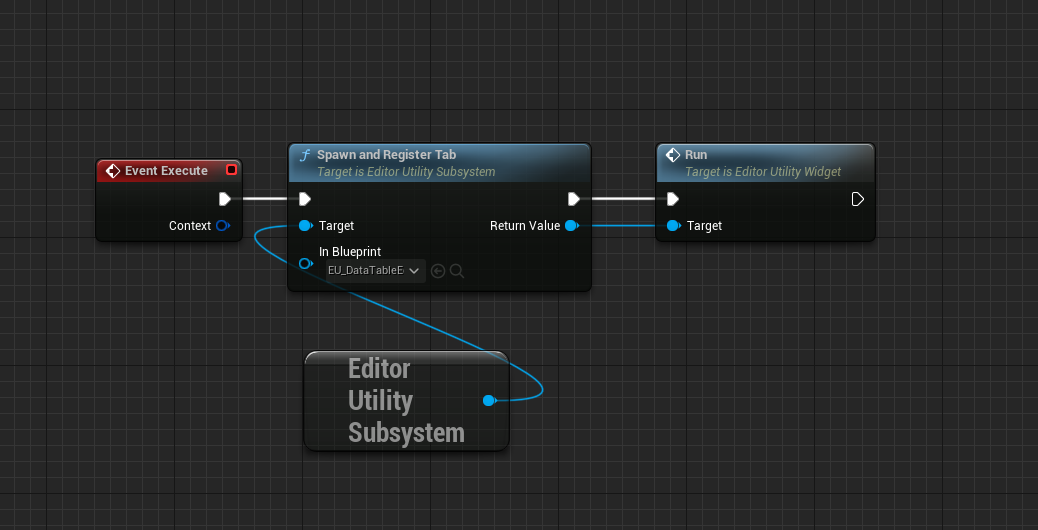 Event Execute
Context
Spawn and Register Tab
Target is Editor Utility Subsystem
Target
Return Value
In Blueprint
EU_DataTableE
Run
Target is Editor Utility Widget
Target
Editor
Utility
Subsystem